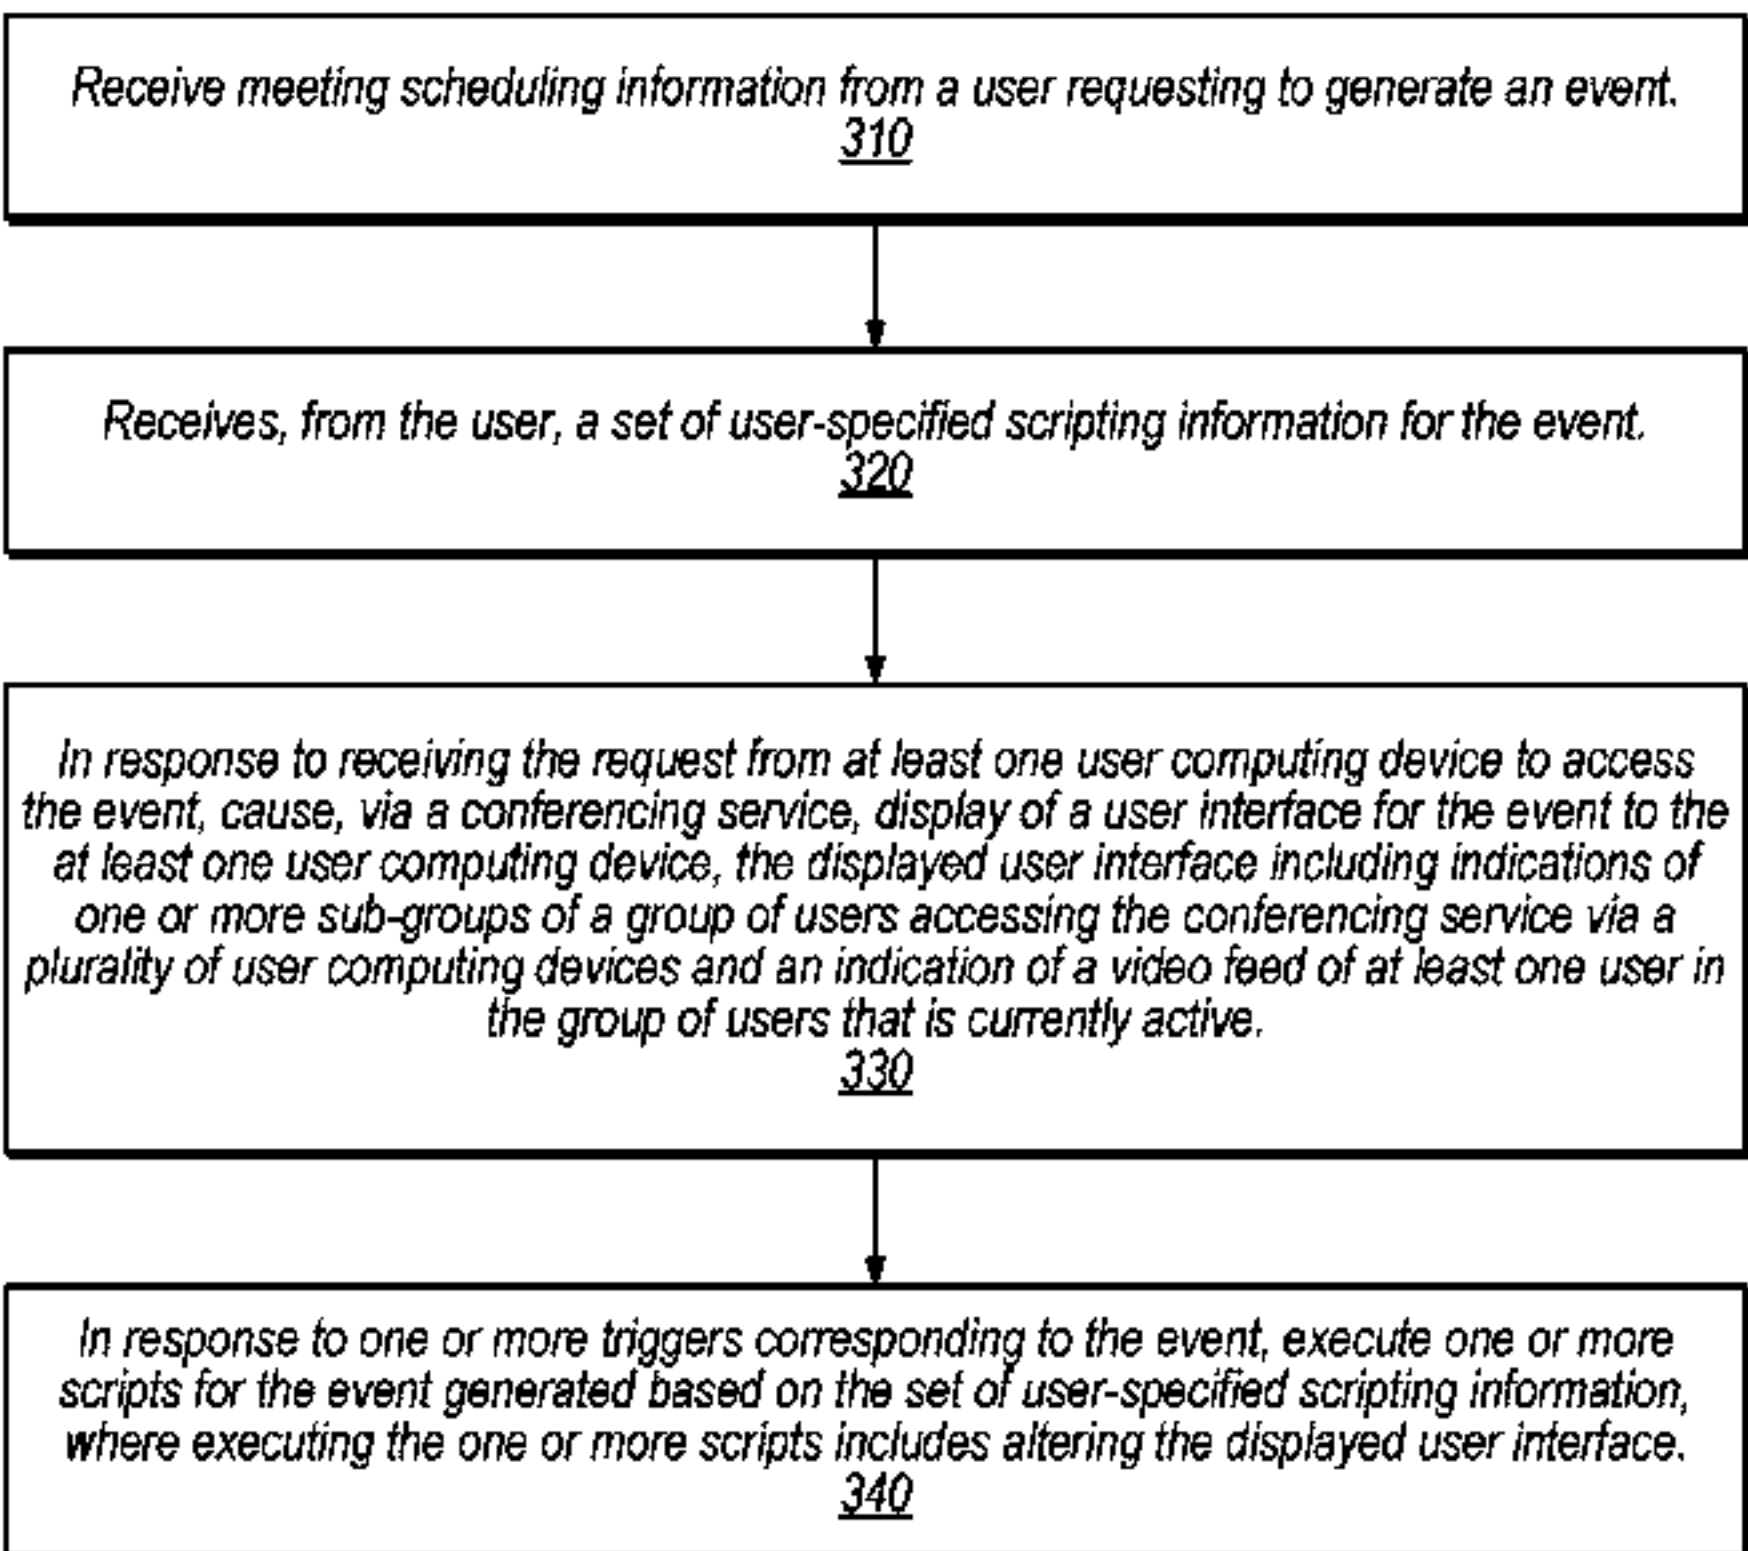 Receive meeting scheduling information from a user requesting to generate an event.
310
Receives, from the user, a set of user-specified scripting information for the event.
320
In response to receiving the request from at least one user computing device to access
the event, cause, via a conferencing service, display of a user interface for the event to the
at least one user computing device, the displayed user interface including indications of
one or more sub-groups of a group of users accessing the conferencing service via a
plurality of user computing devices and an indication of a video feed of at least one user in
the group of users that is currently active.
330
In response to one or more triggers corresponding to the event, execute one or more
scripts for the event generated based on the set of user-specified scripting information,
where executing the one or more scripts includes altering the displayed user interface.
340